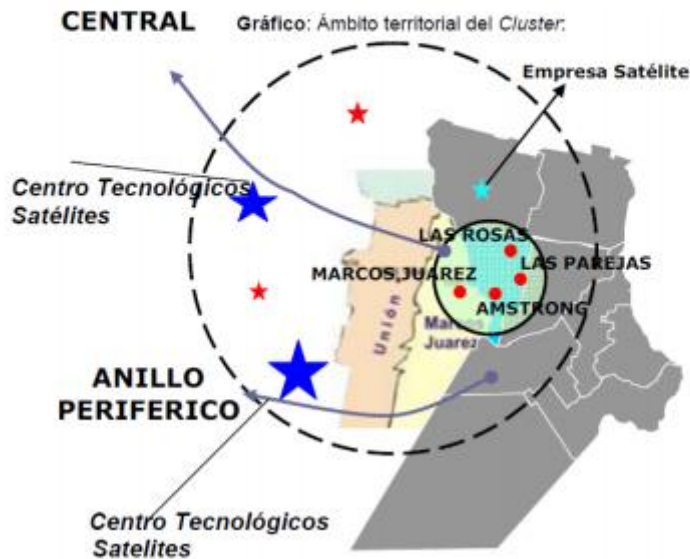 CENTRAL
Gráfico: Ámbito territorial del Cluster:
Empresa Satélite
Centro Tecnológicos
Satélites
LAS ROSAS
MARCOS JUAREZ
LAS PAREJAS
AMSTRONG
Unión
Marcos
Juarez
ANILLO
PERIFERICO
Centro Tecnológicos
Satelites